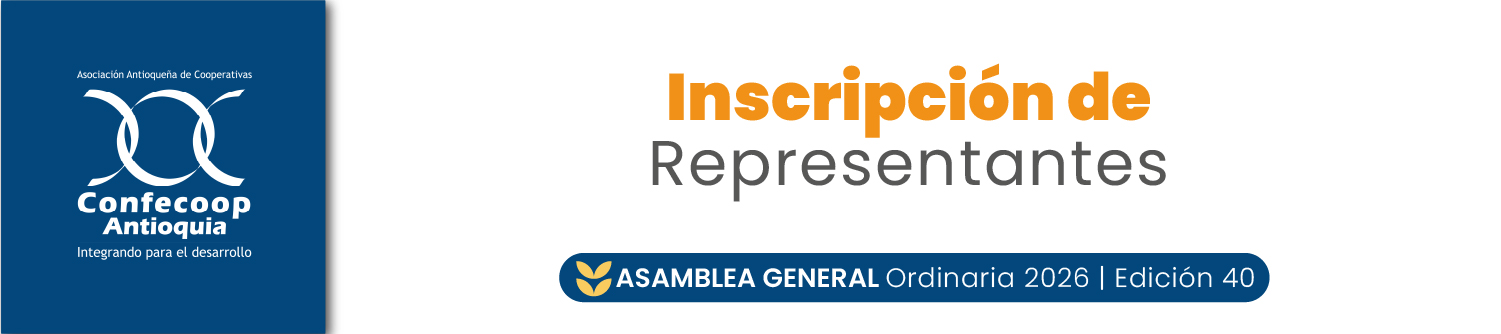 Asociación Antioqueña de Cooperativas
Confecoop
Antioquia
Integrando para el desarrollo
Inscripción de
Representantes
ASAMBLEA GENERAL Ordinaria 2026 | Edición 40